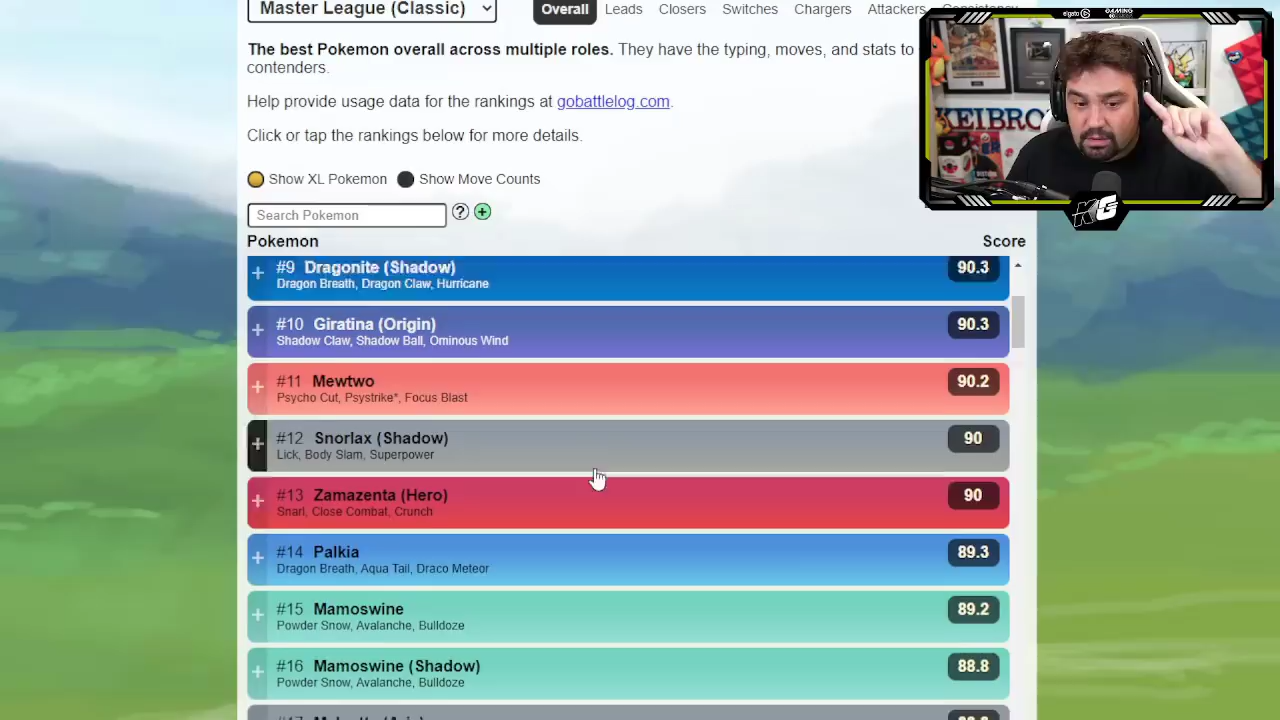 Master League (Classic)
Overall Leads Closers Switches Chargers Attackers Consistency
The best Pokemon overall across multiple roles. They have the typing, moves, and stats to
contenders.
Help provide usage data for the rankings at gobattlelog.com.
Click or tap the rankings below for more details.
Show XL Pokemon Show Move Counts
Search Pokemon ? +
Pokemon Score
+ #9 Dragonite (Shadow) 90.3
Dragon Breath, Dragon Claw, Hurricane
+ #10 Giratina (Origin) 90.3
Shadow Claw, Shadow Ball, Ominous Wind
+ #11 Mewtwo 90.2
Psycho Cut, Psystrike*, Focus Blast
+ #12 Snorlax (Shadow) 90
Lick, Body Slam, Superpower
+ #13 Zamazenta (Hero) 90
Snarl, Close Combat, Crunch
+ #14 Palkia 89.3
Dragon Breath, Aqua Tail, Draco Meteor
+ #15 Mamoswine 89.2
Powder Snow, Avalanche, Bulldoze
+ #16 Mamoswine (Shadow) 88.8
Powder Snow, Avalanche, Bulldoze
elgato GAMING
KEIBRO
KG